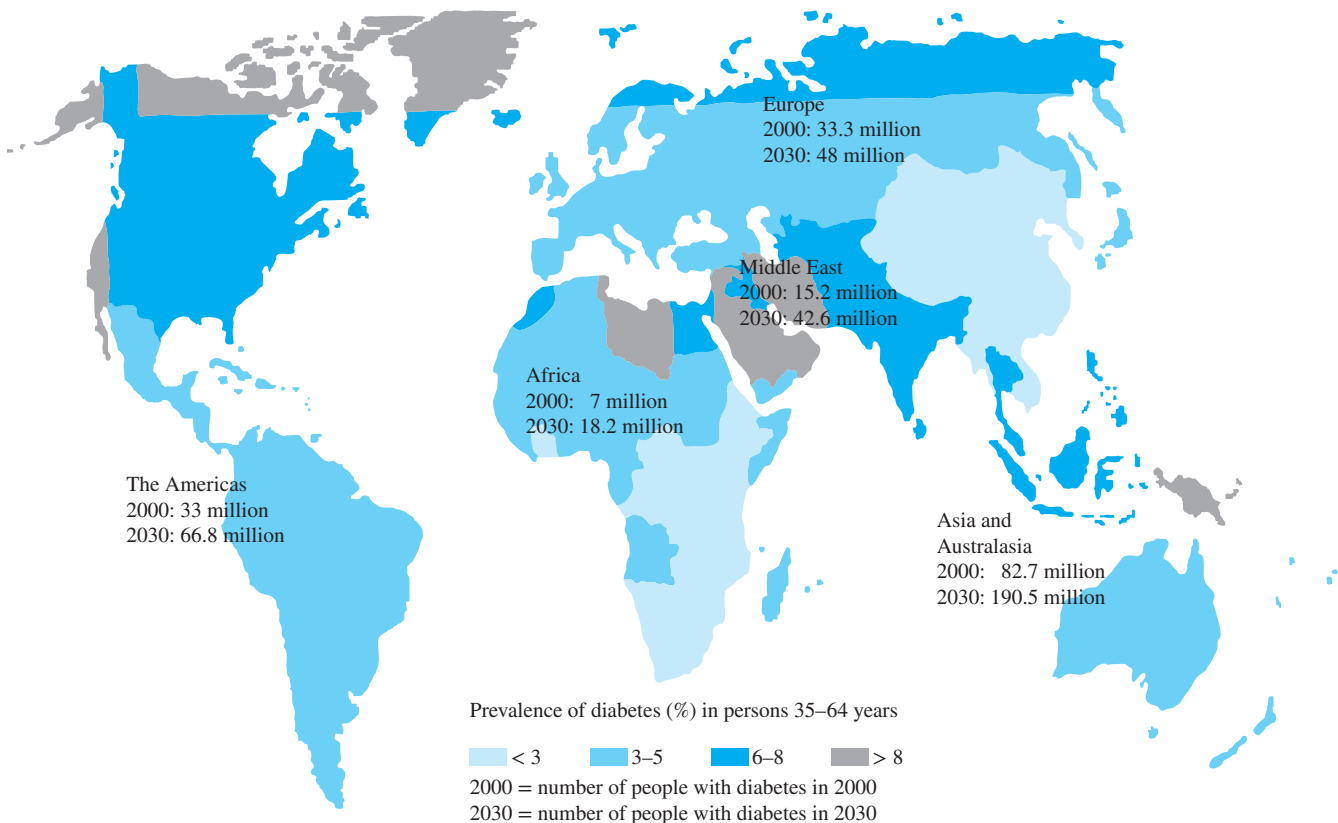 Europe
2000: 33.3 million
2030: 48 million
Middle East
2000: 15.2 million
2030: 42.6 million
Africa
2000: 7 million
2030: 18.2 million
The Americas
2000: 33 million
2030: 66.8 million
Asia and
Australasia
2000: 82.7 million
2030: 190.5 million
Prevalence of diabetes (%) in persons 35–64 years
< 3 3–5 6–8 > 8
2000 = number of people with diabetes in 2000
2030 = number of people with diabetes in 2030